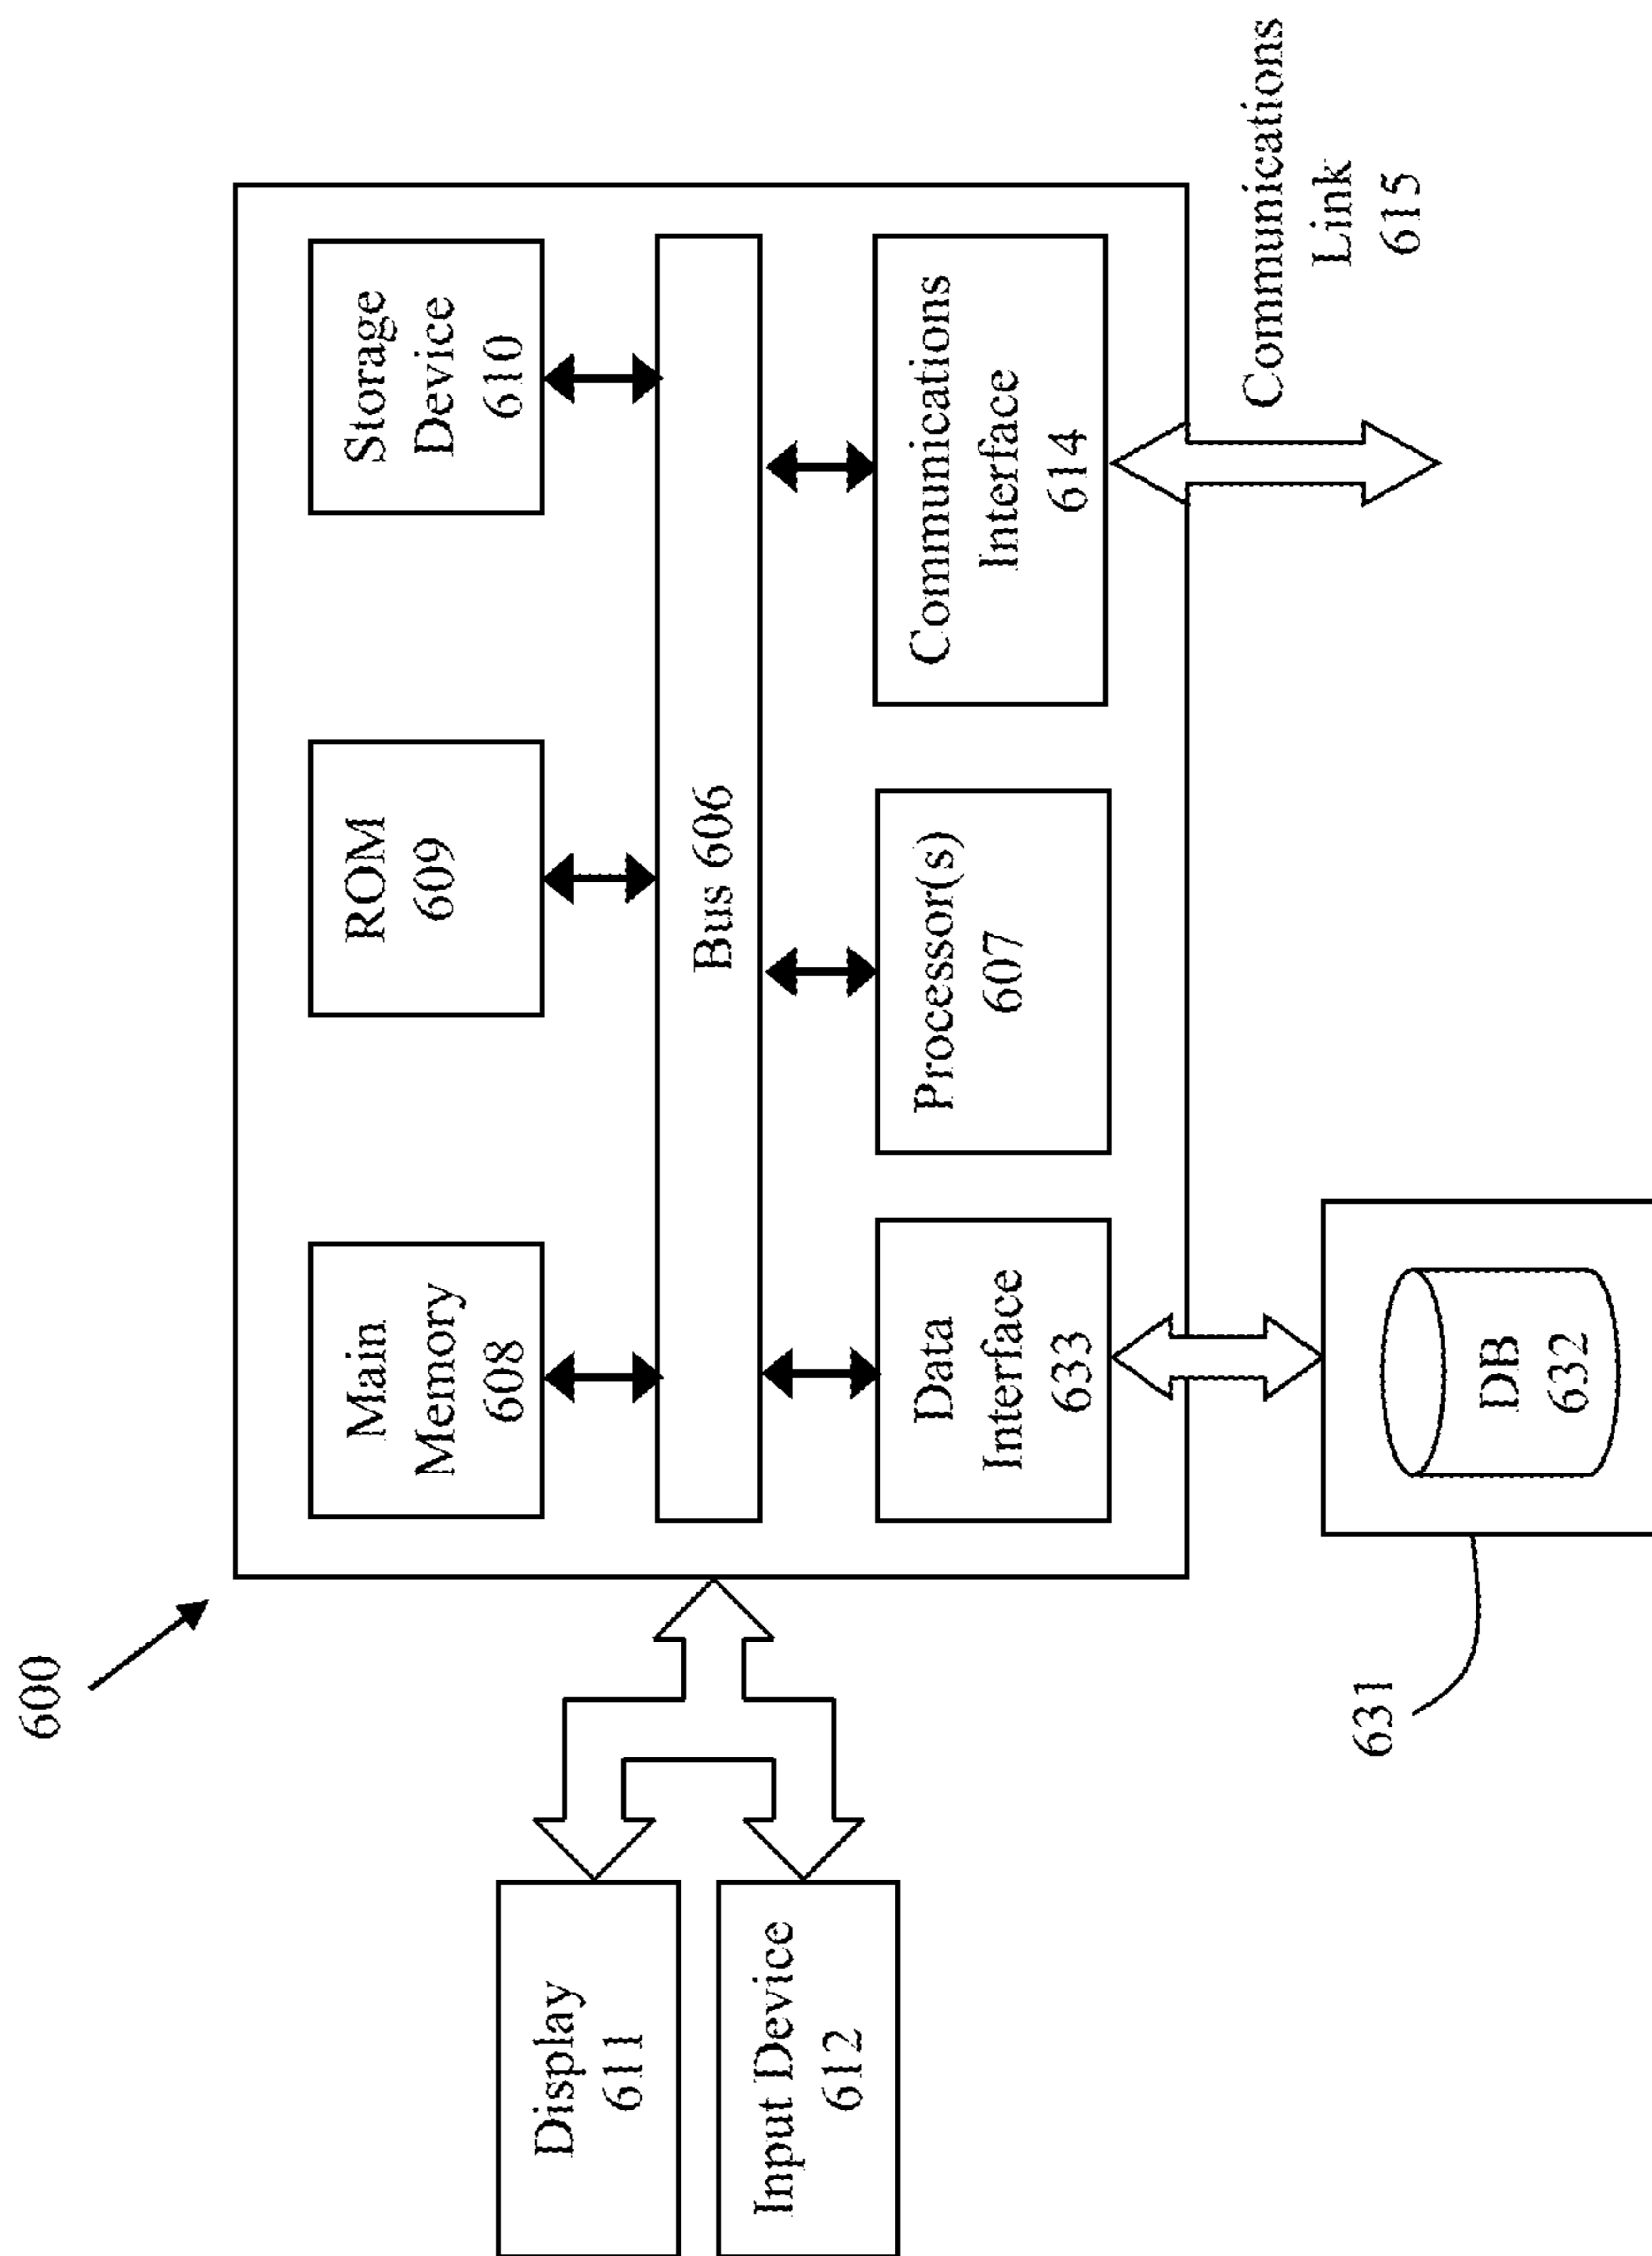 600
Main
Memory
608
ROM
609
Storage
Device
610
Display
611
Bus 606
Input Device
612
Data
Interface
633
Processor(s)
607
Communications
Interface
614
Communications
Link
615
631
DB
632